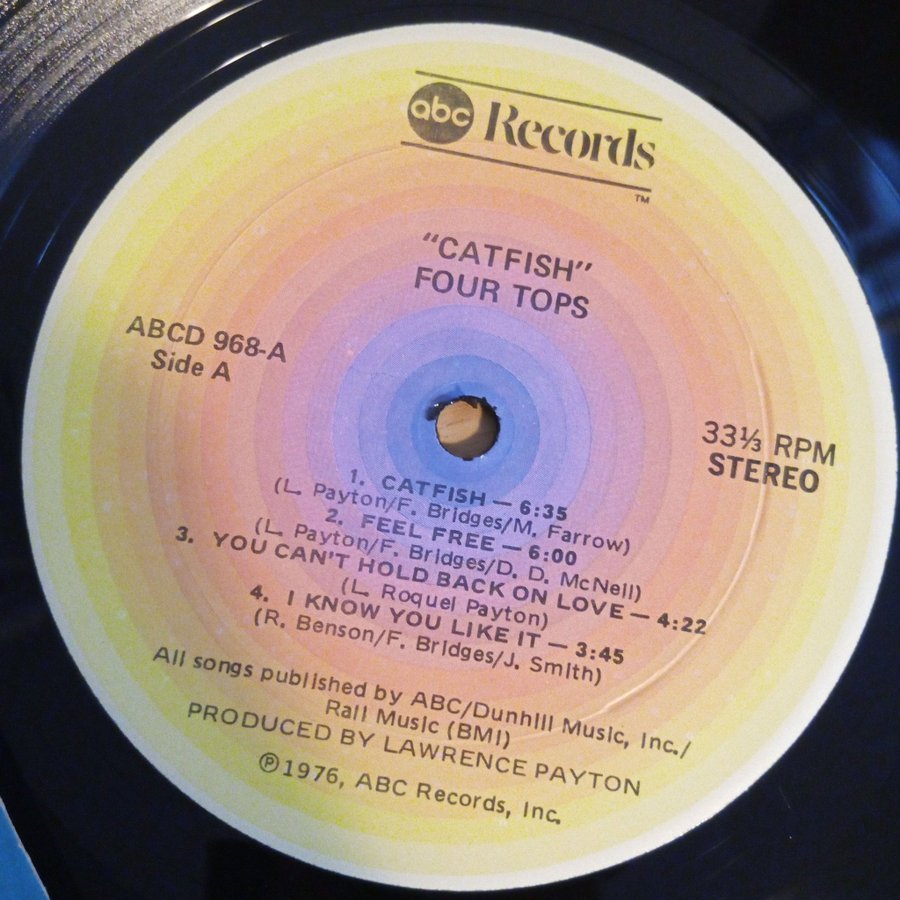 abc Records
TM
"CATFISH"
FOUR TOPS
ABCD 968-A
Side A
33⅓ RPM
STEREO
1. CATFISH — 6:35
(L. Payton/F. Bridges/M. Farrow)
2. FEEL FREE — 6:00
(L. Payton/F. Bridges/D. D. McNeil)
3. YOU CAN'T HOLD BACK ON LOVE — 4:22
(L. Roquel Payton)
4. I KNOW YOU LIKE IT — 3:45
(R. Benson/F. Bridges/J. Smith)
All songs published by ABC/Dunhill Music, Inc./
Rall Music (BMI)
PRODUCED BY LAWRENCE PAYTON
℗1976, ABC Records, Inc.